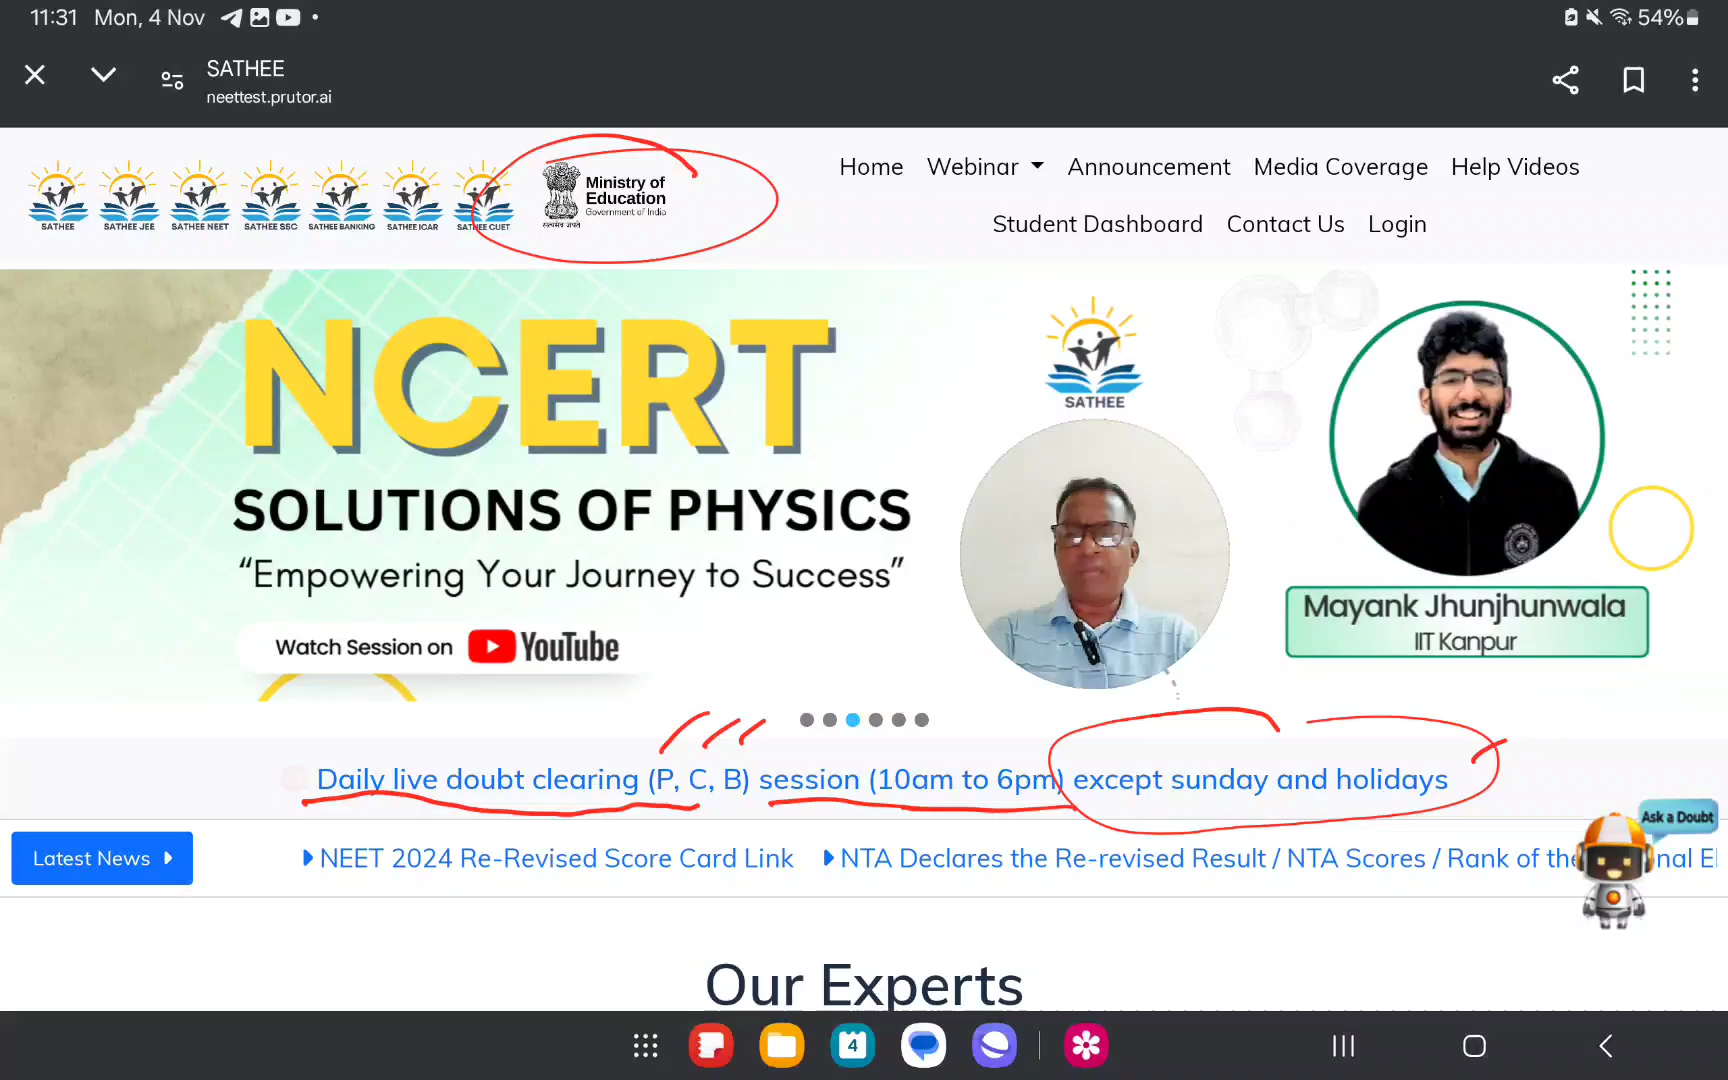 11:31 Mon, 4 Nov 54%
SATHEE
neettest.prutor.ai
SATHEE SATHEE JEE SATHEE NEET SATHEE SSC SATHEE BANKING SATHEE ICAR SATHEE CUET
Ministry of
Education
Government of India
सत्यमेव जयते
Home Webinar Announcement Media Coverage Help Videos
Student Dashboard Contact Us Login
NCERT
SOLUTIONS OF PHYSICS
“Empowering Your Journey to Success”
Watch Session on YouTube
SATHEE
Mayank Jhunjhunwala
IIT Kanpur
Daily live doubt clearing (P, C, B) session (10am to 6pm) except sunday and holidays
Ask a Doubt
Latest News NEET 2024 Re-Revised Score Card Link NTA Declares the Re-revised Result / NTA Scores / Rank of the
Our Experts
4